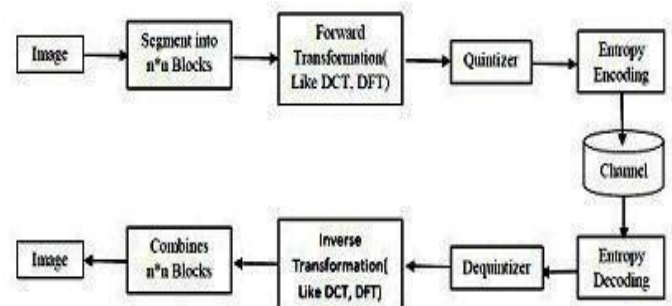 Image
Segment into
n*n Blocks
Forward
Transformation(
Like DCT, DFT)
Quintizer
Entropy
Encoding
Channel
Image
Combines
n*n Blocks
Inverse
Transformation(
Like DCT, DFT)
Dequintizer
Entropy
Decoding